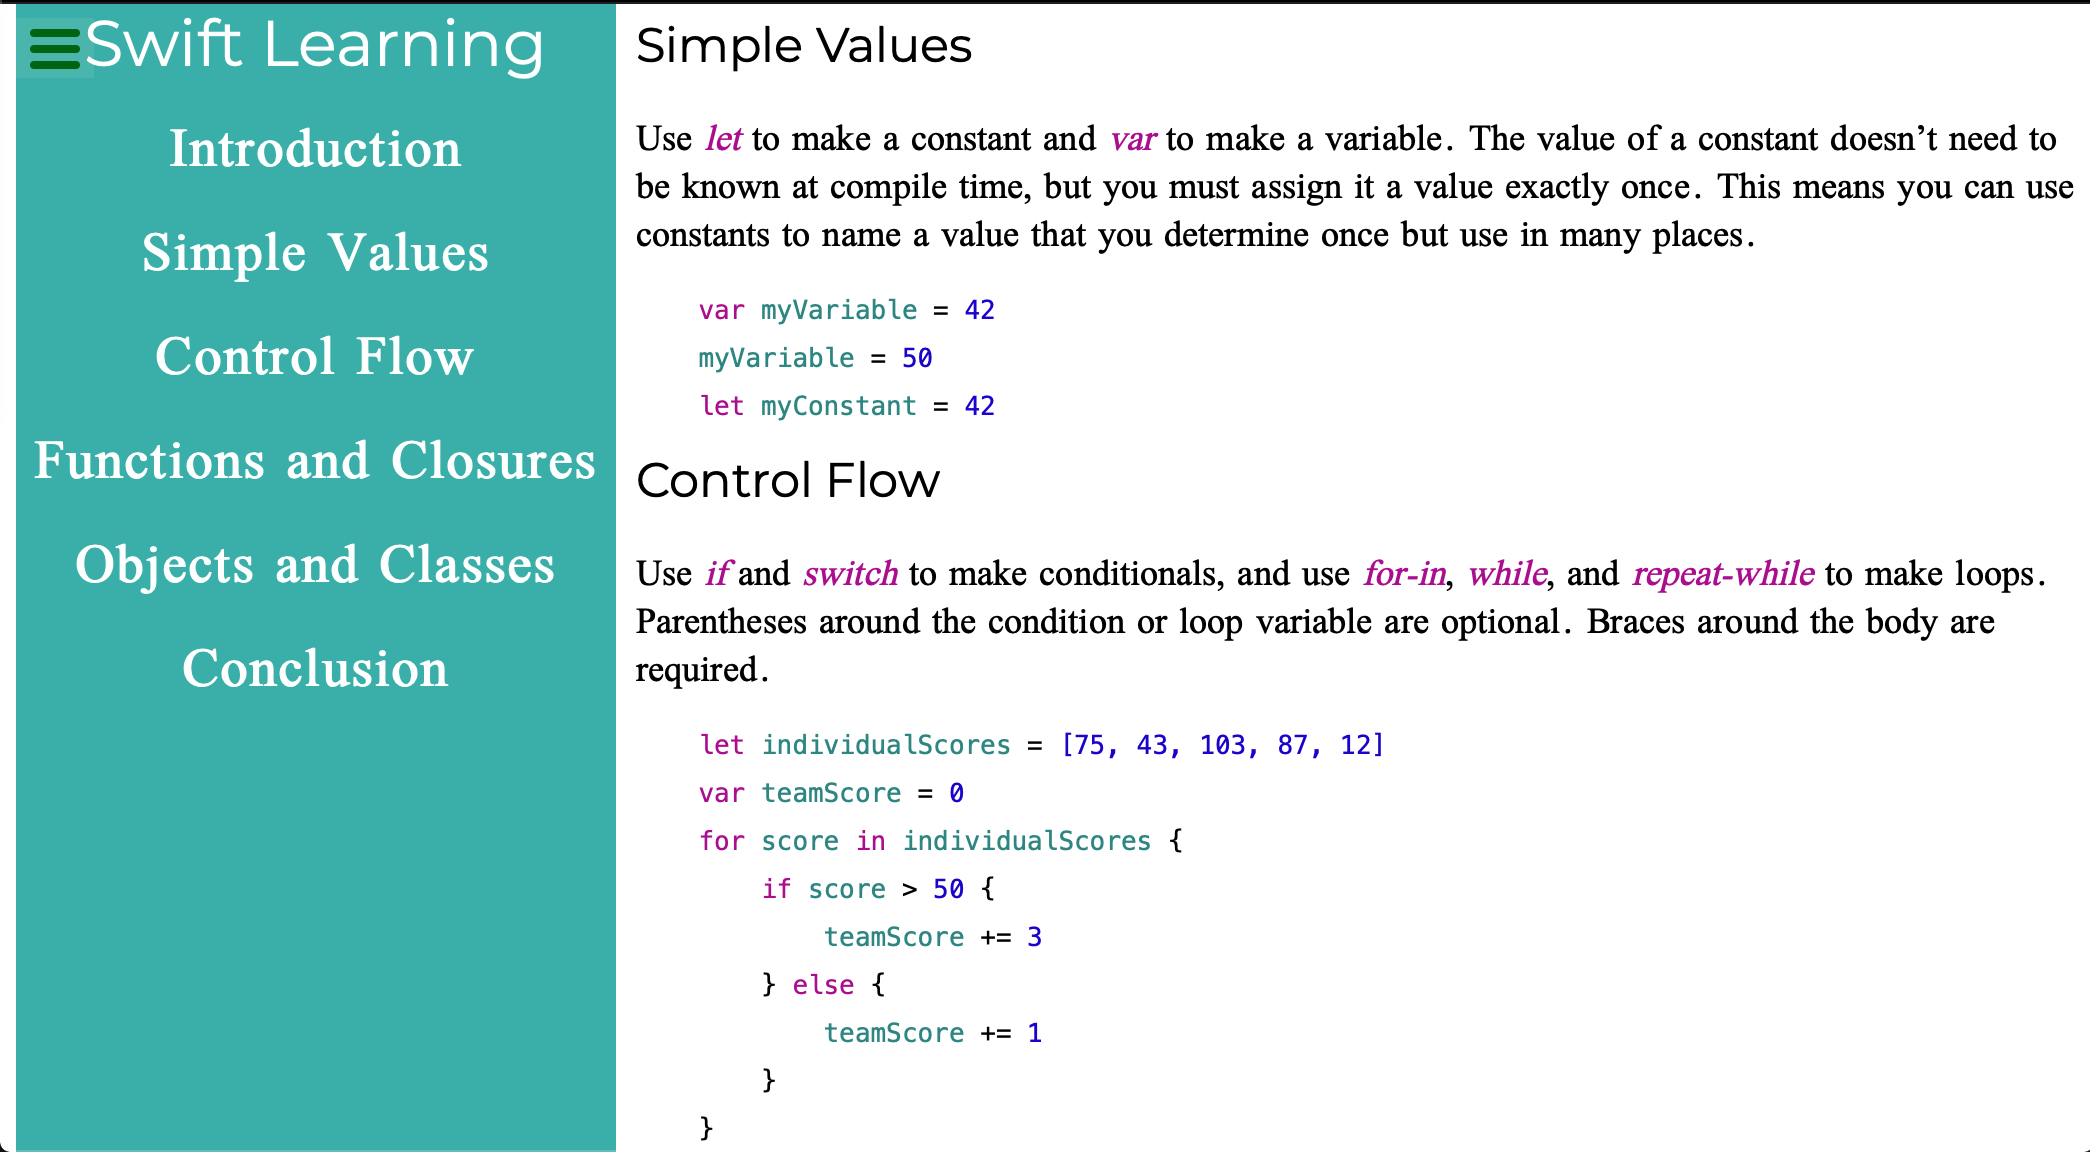 Swift Learning
Introduction
Simple Values
Control Flow
Functions and Closures
Objects and Classes
Conclusion
Simple Values
Use let to make a constant and var to make a variable. The value of a constant doesn’t need to
be known at compile time, but you must assign it a value exactly once. This means you can use
constants to name a value that you determine once but use in many places.
var myVariable = 42
myVariable = 50
let myConstant = 42
Control Flow
Use if and switch to make conditionals, and use for-in, while, and repeat-while to make loops.
Parentheses around the condition or loop variable are optional. Braces around the body are
required.
let individualScores = [75, 43, 103, 87, 12]
var teamScore = 0
for score in individualScores {
    if score > 50 {
        teamScore += 3
    } else {
        teamScore += 1
    }
}